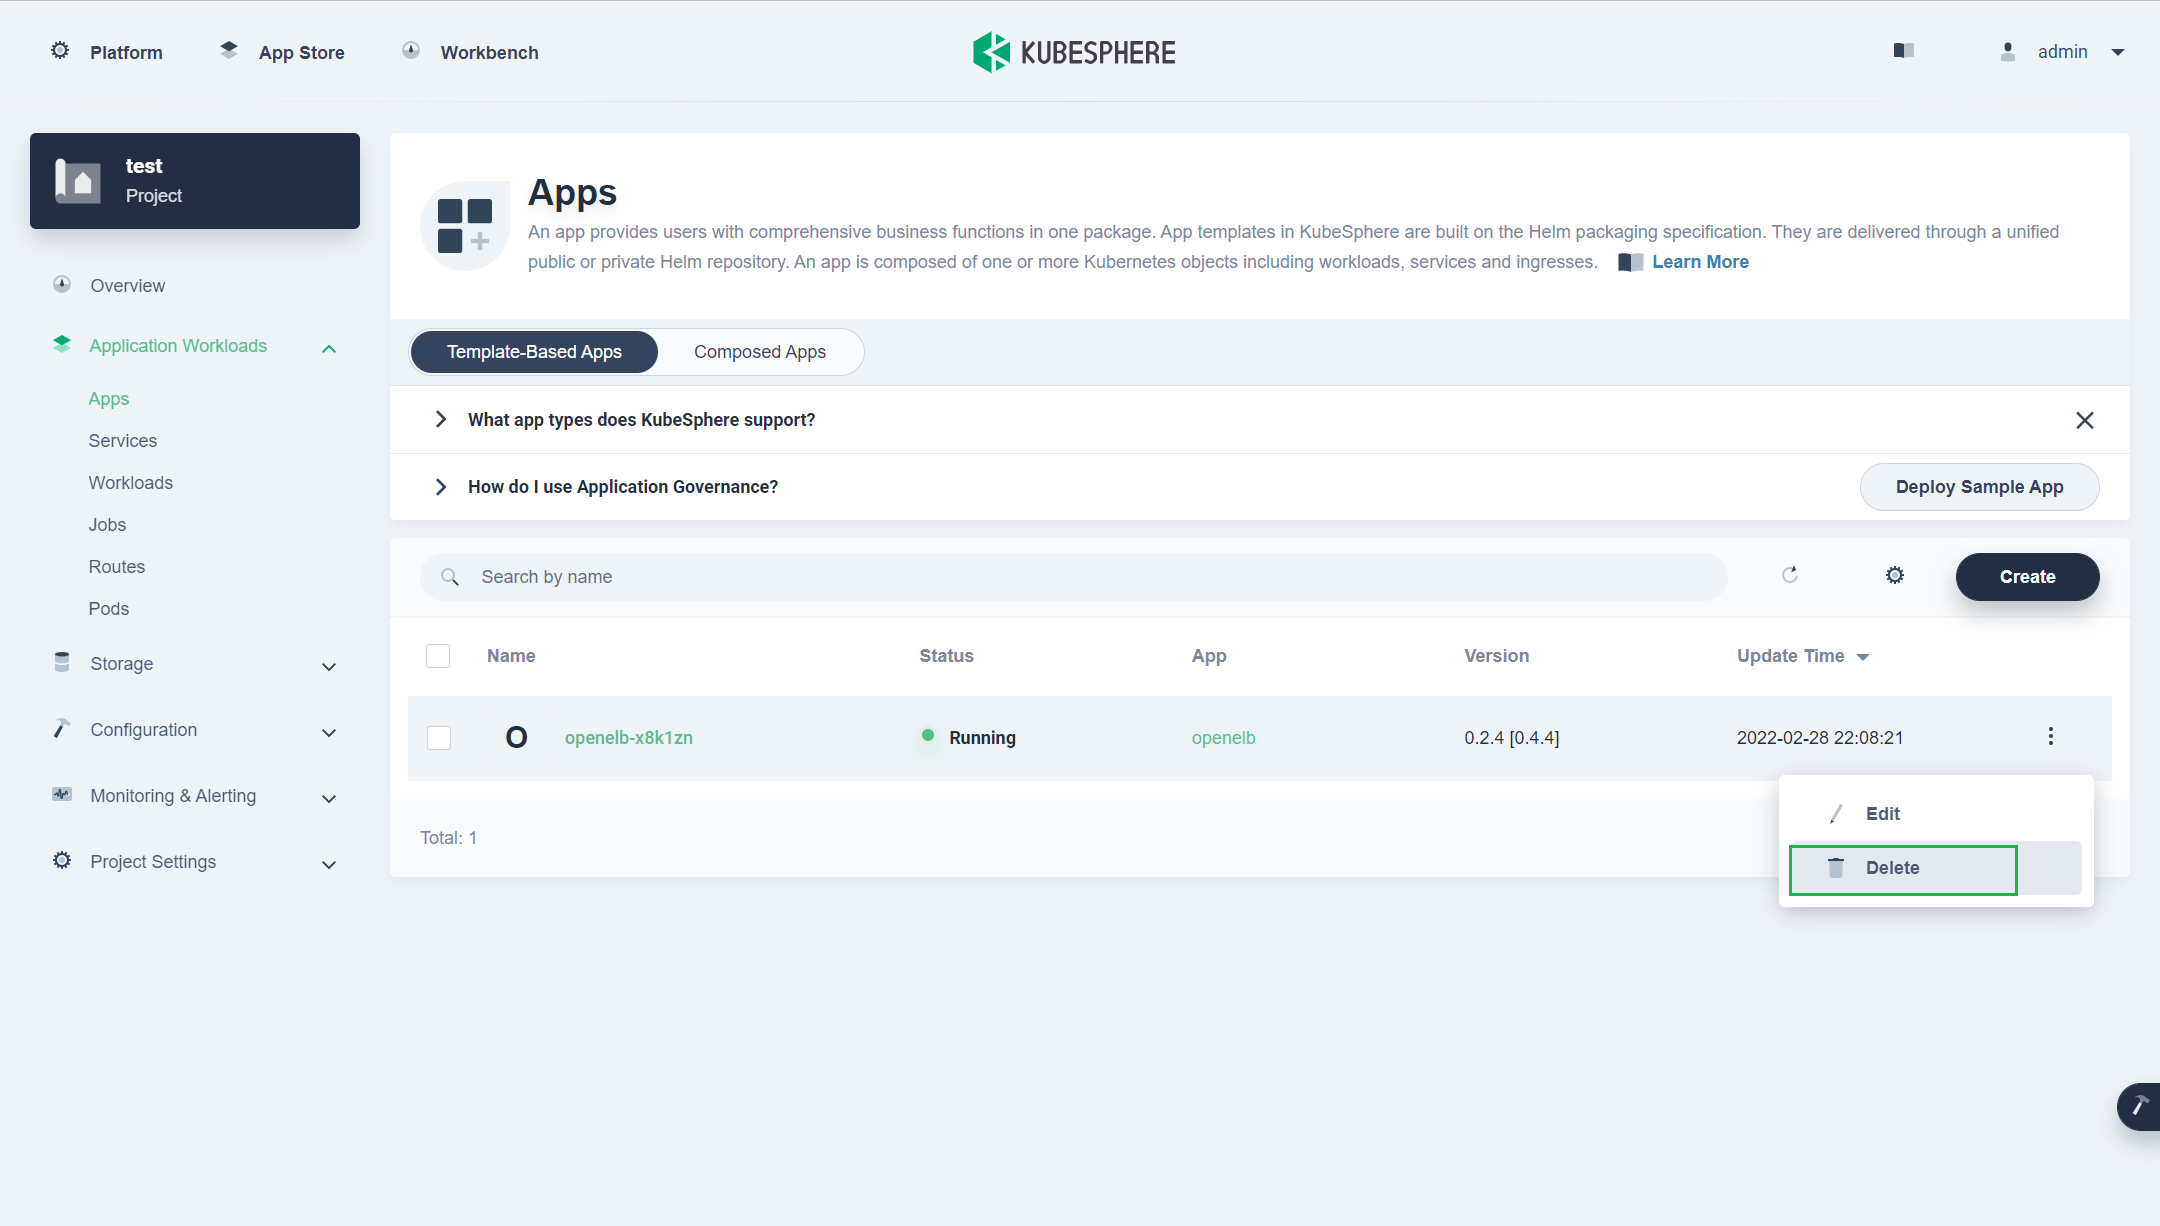 Platform
App Store
Workbench
KUBESPHERE
admin
test
Project
Overview
Application Workloads
Apps
Services
Workloads
Jobs
Routes
Pods
Storage
Configuration
Monitoring & Alerting
Project Settings
Apps
An app provides users with comprehensive business functions in one package. App templates in KubeSphere are built on the Helm packaging specification. They are delivered through a unified
public or private Helm repository. An app is composed of one or more Kubernetes objects including workloads, services and ingresses. Learn More
Template-Based Apps Composed Apps
What app types does KubeSphere support?
How do I use Application Governance?
Deploy Sample App
Search by name
Create
Name Status App Version Update Time
O openelb-x8k1zn Running openelb 0.2.4 [0.4.4] 2022-02-28 22:08:21
Edit
Delete
Total: 1